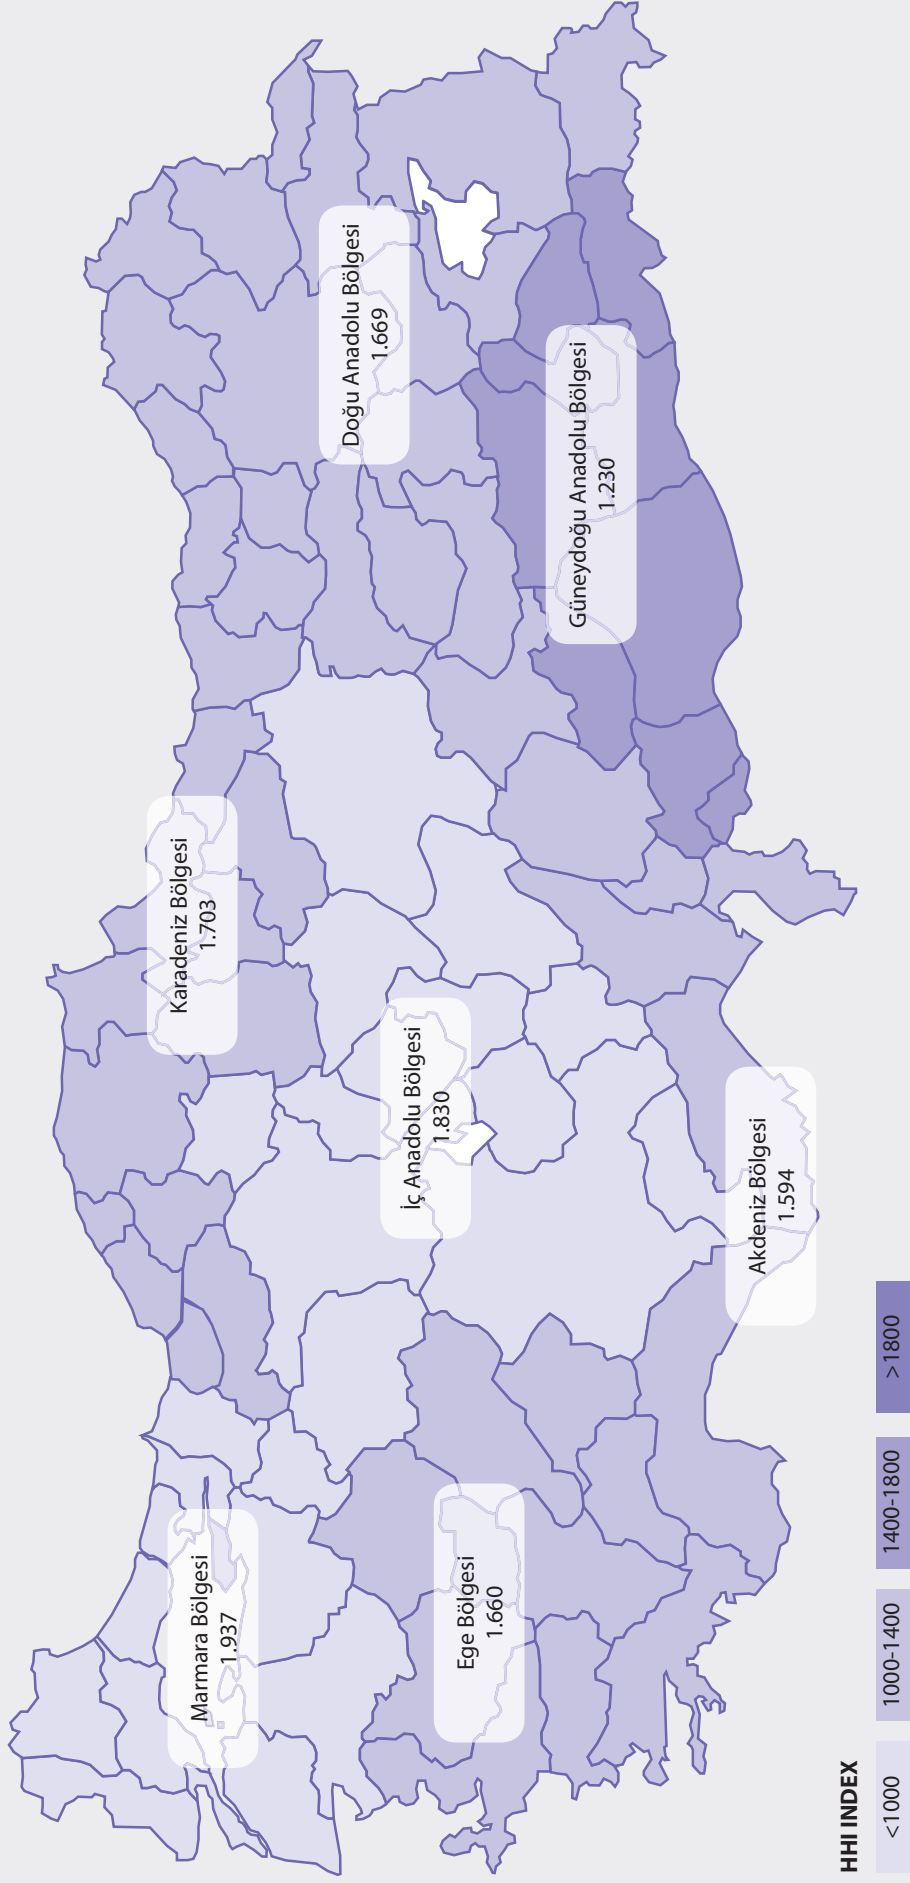 Karadeniz Bölgesi
1.703
Marmara Bölgesi
1.937
Doğu Anadolu Bölgesi
1.669
İç Anadolu Bölgesi
1.830
Ege Bölgesi
1.660
Güneydoğu Anadolu Bölgesi
1.230
Akdeniz Bölgesi
1.594
HHI INDEX
<1000
1000-1400
1400-1800
>1800